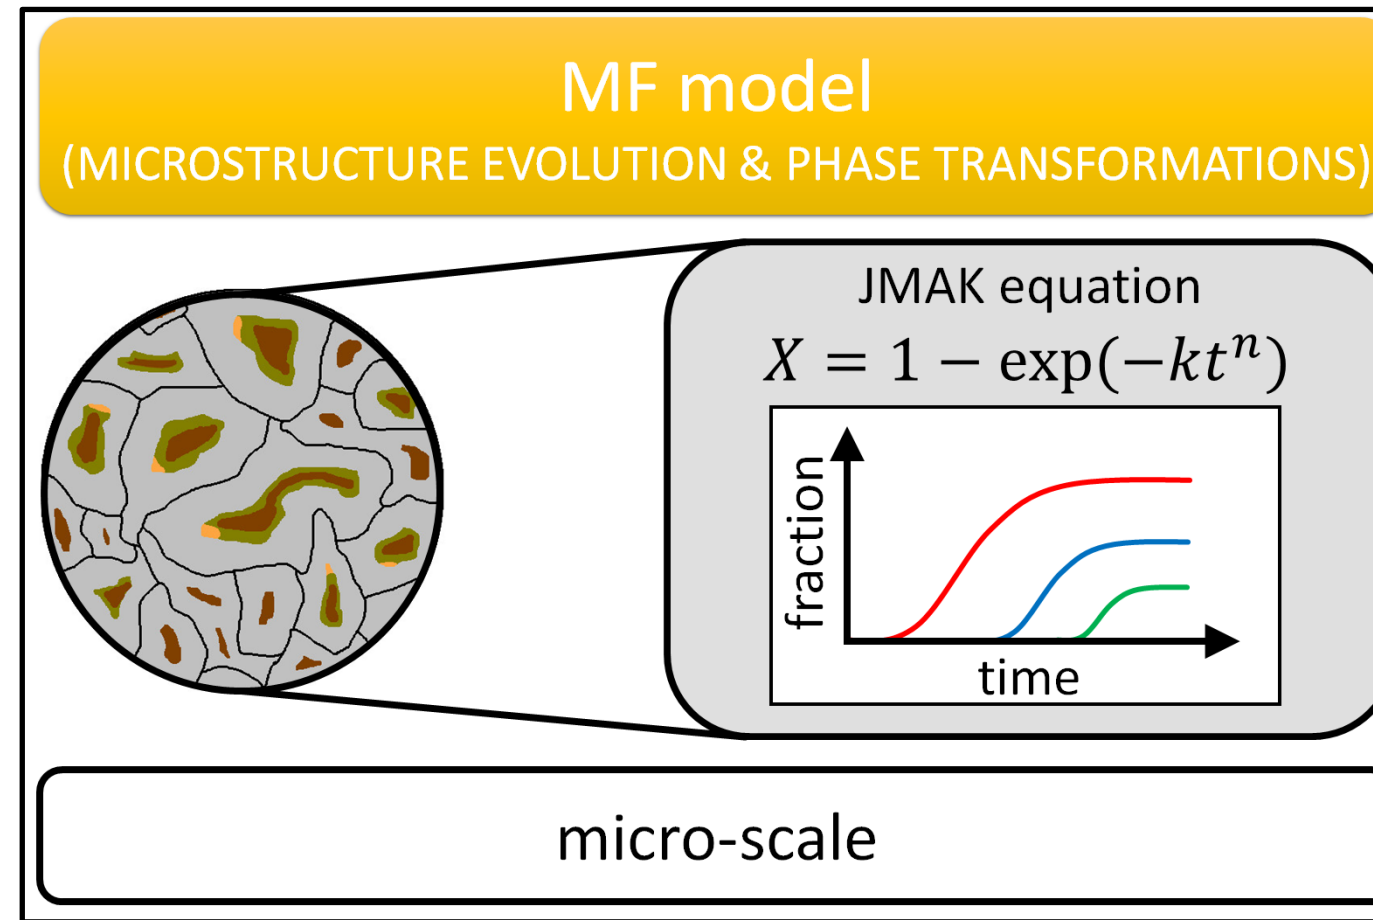 MF model
(MICROSTRUCTURE EVOLUTION & PHASE TRANSFORMATIONS)
JMAK equation
X = 1 − exp(−ktⁿ)
fraction
time
micro-scale